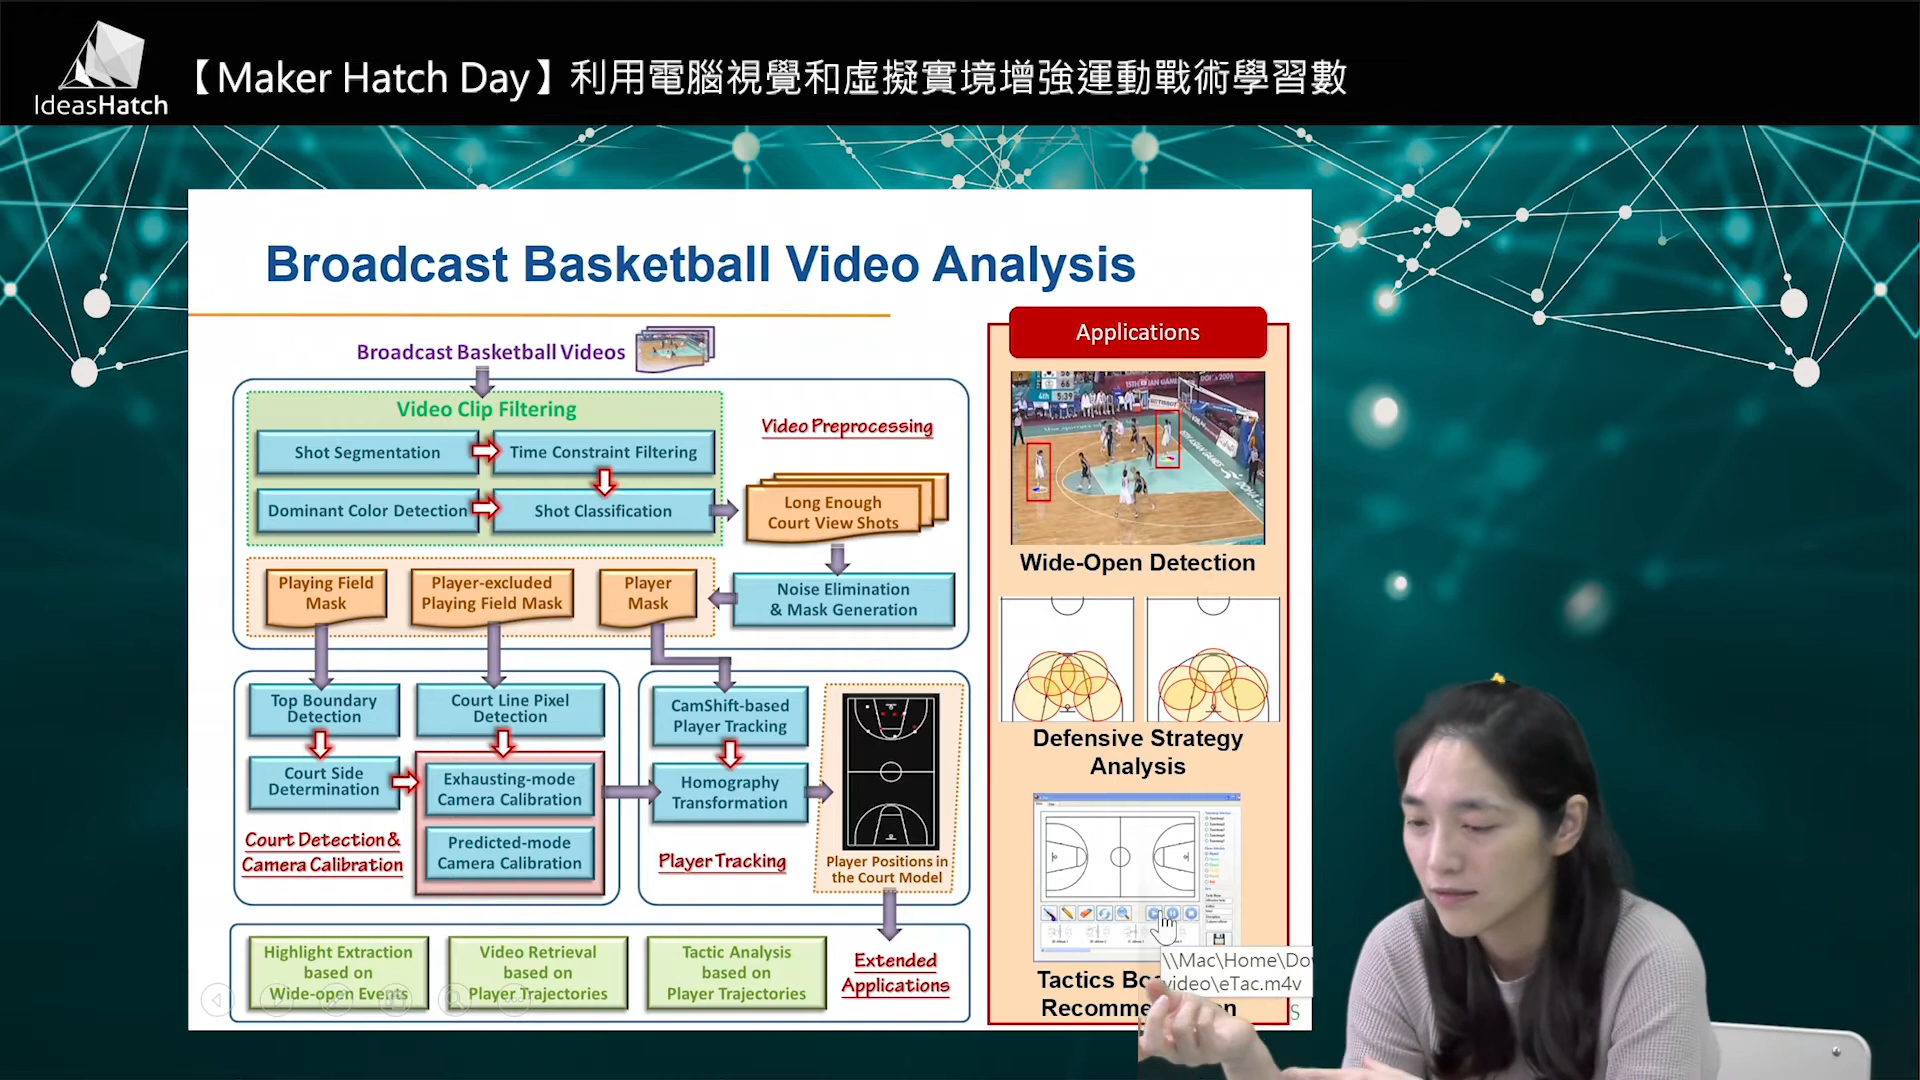 IdeasHatch
【Maker Hatch Day】利用電腦視覺和虛擬實境增強運動戰術學習數
Broadcast Basketball Video Analysis
Broadcast Basketball Videos
Video Clip Filtering
Shot Segmentation
Time Constraint Filtering
Dominant Color Detection
Shot Classification
Video Preprocessing
Long Enough
Court View Shots
Playing Field
Mask
Player-excluded
Playing Field Mask
Player
Mask
Noise Elimination
& Mask Generation
Top Boundary
Detection
Court Line Pixel
Detection
Court Side
Determination
Exhausting-mode
Camera Calibration
Predicted-mode
Camera Calibration
Court Detection &
Camera Calibration
CamShift-based
Player Tracking
Homography
Transformation
Player Tracking
Player Positions in
the Court Model
Highlight Extraction
based on
Wide-open Events
Video Retrieval
based on
Player Trajectories
Tactic Analysis
based on
Player Trajectories
Extended
Applications
Applications
66
4th 5:39
Wide-Open Detection
Defensive Strategy
Analysis
\\Mac\Home\Do
video\eTac.m4v
Tactics